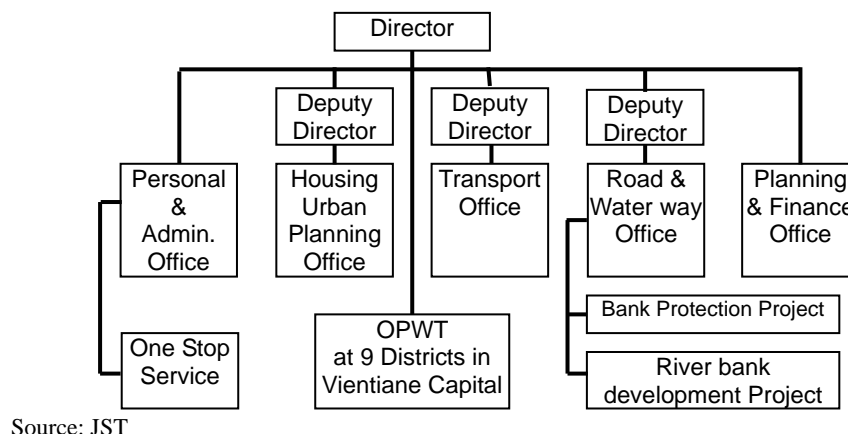 Director
Deputy
Director
Deputy
Director
Deputy
Director
Personal
&
Admin.
Office
Housing
Urban
Planning
Office
Transport
Office
Road &
Water way
Office
Planning
& Finance
Office
One Stop
Service
OPWT
at 9 Districts in
Vientiane Capital
Bank Protection Project
River bank
development Project
Source: JST